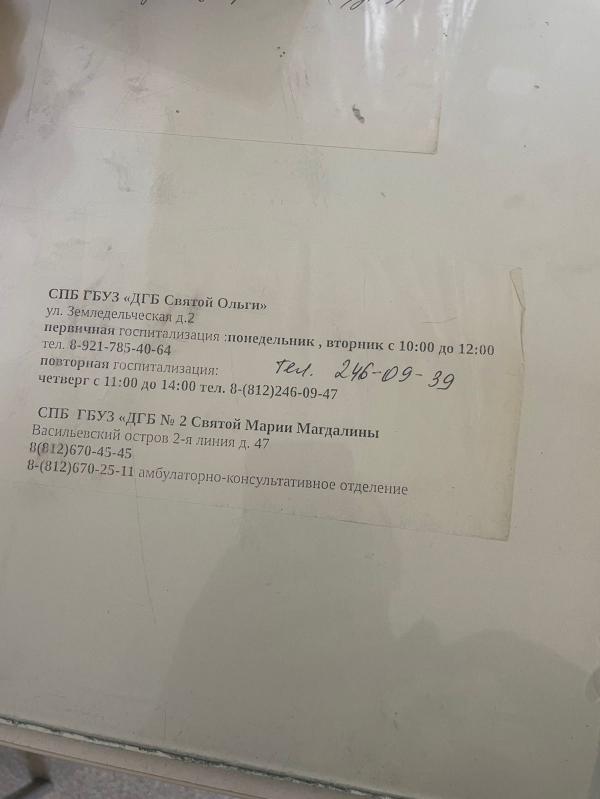 СПБ ГБУЗ «ДГБ Святой Ольги»
ул. Земледельческая д.2
первичная госпитализация :понедельник , вторник с 10:00 до 12:00
тел. 8-921-785-40-64
повторная госпитализация: тел. 246-09-39
четверг с 11:00 до 14:00 тел. 8-(812)246-09-47
СПБ ГБУЗ «ДГБ № 2 Святой Марии Магдалины
Васильевский остров 2-я линия д. 47
8(812)670-45-45
8-(812)670-25-11 амбулаторно-консультативное отделение